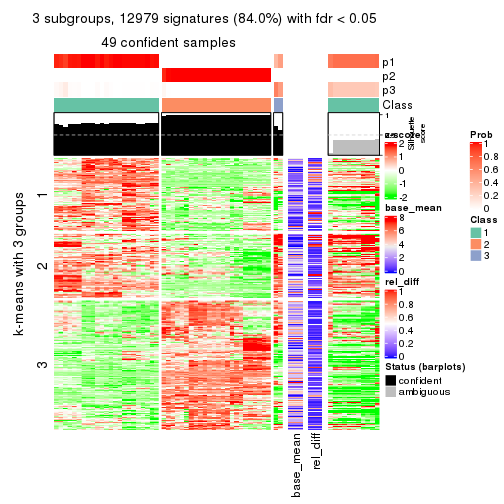 3 subgroups, 12979 signatures (84.0%) with fdr < 0.05
49 confident samples
p1
p2
p3
Class
1
Silhouette
score
z-score
2
1
0
-1
-2
base_mean
8
6
4
2
0
rel_diff
1
0.8
0.6
0.4
0.2
0
Status (barplots)
confident
ambiguous
Prob
1
0.8
0.6
0.4
0.2
0
Class
1
2
3
k-means with 3 groups
1
2
3
base_mean
rel_diff